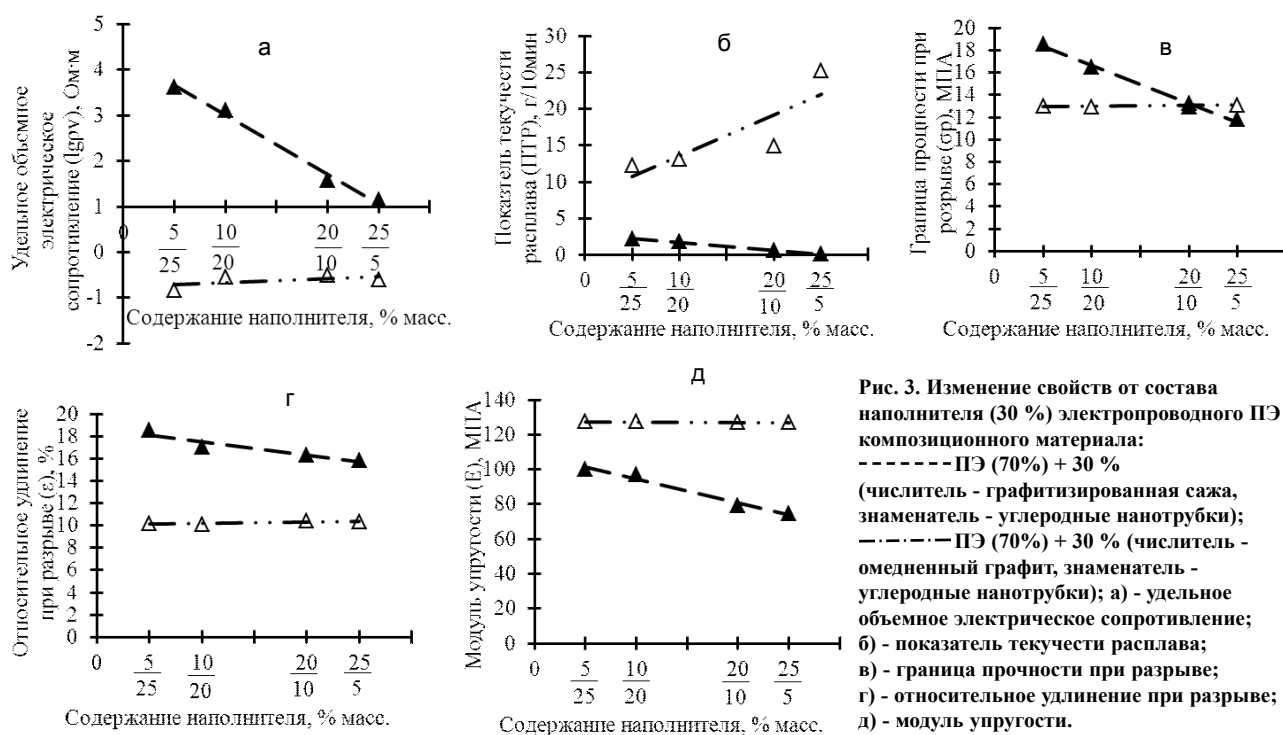 а
Удельное объсмное
электрическое
сопротивление (lgρv), Ом·м
5
4
3
2
1
0
-1
-2
0
5
25
10
20
20
10
25
5
Содержание наполнителя, % масс.
б
Показтель текучести
расплава (ПТР), г/10мин
30
25
20
15
10
5
0
0
5
25
10
20
20
10
25
5
Содержание наполнителя, % масс.
в
Граница процности при
розрыве (σр), МПА
20
18
16
14
12
10
8
6
4
2
0
0
5
25
10
20
20
10
25
5
Содержание наполнителя, % масс.
г
Относительное удлинение
при разрыве (ε), %
20
18
16
14
12
10
8
6
4
2
0
0
5
25
10
20
20
10
25
5
Содержание наполнителя, % масс.
д
Модуль упругости (Е), МПА
140
120
100
80
60
40
20
0
0
5
25
10
20
20
10
25
5
Содержание наполнителя, % масс.
Рис. 3. Изменение свойств от состава
наполнителя (30 %) электропроводного ПЭ
композиционного материала:
ПЭ (70%) + 30 %
(числитель - графитизированная сажа,
знаменатель - углеродные нанотрубки);
ПЭ (70%) + 30 % (числитель -
омедненный графит, знаменатель -
углеродные нанотрубки); а) - удельное
объемное электрическое сопротивление;
б) - показатель текучести расплава;
в) - граница прочности при разрыве;
г) - относительное удлинение при разрыве;
д) - модуль упругости.